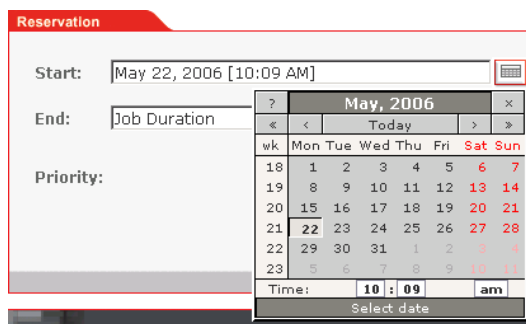 Reservation
Start: May 22, 2006 [10:09 AM]
End: Job Duration
Priority:
? May, 2006 ×
« ‹ Today › »
wk Mon Tue Wed Thu Fri Sat Sun
18 1 2 3 4 5 6 7
19 8 9 10 11 12 13 14
20 15 16 17 18 19 20 21
21 22 23 24 25 26 27 28
22 29 30 31 1 2 3 4
23 5 6 7 8 9 10 11
Time: 10 : 09 am
Select date